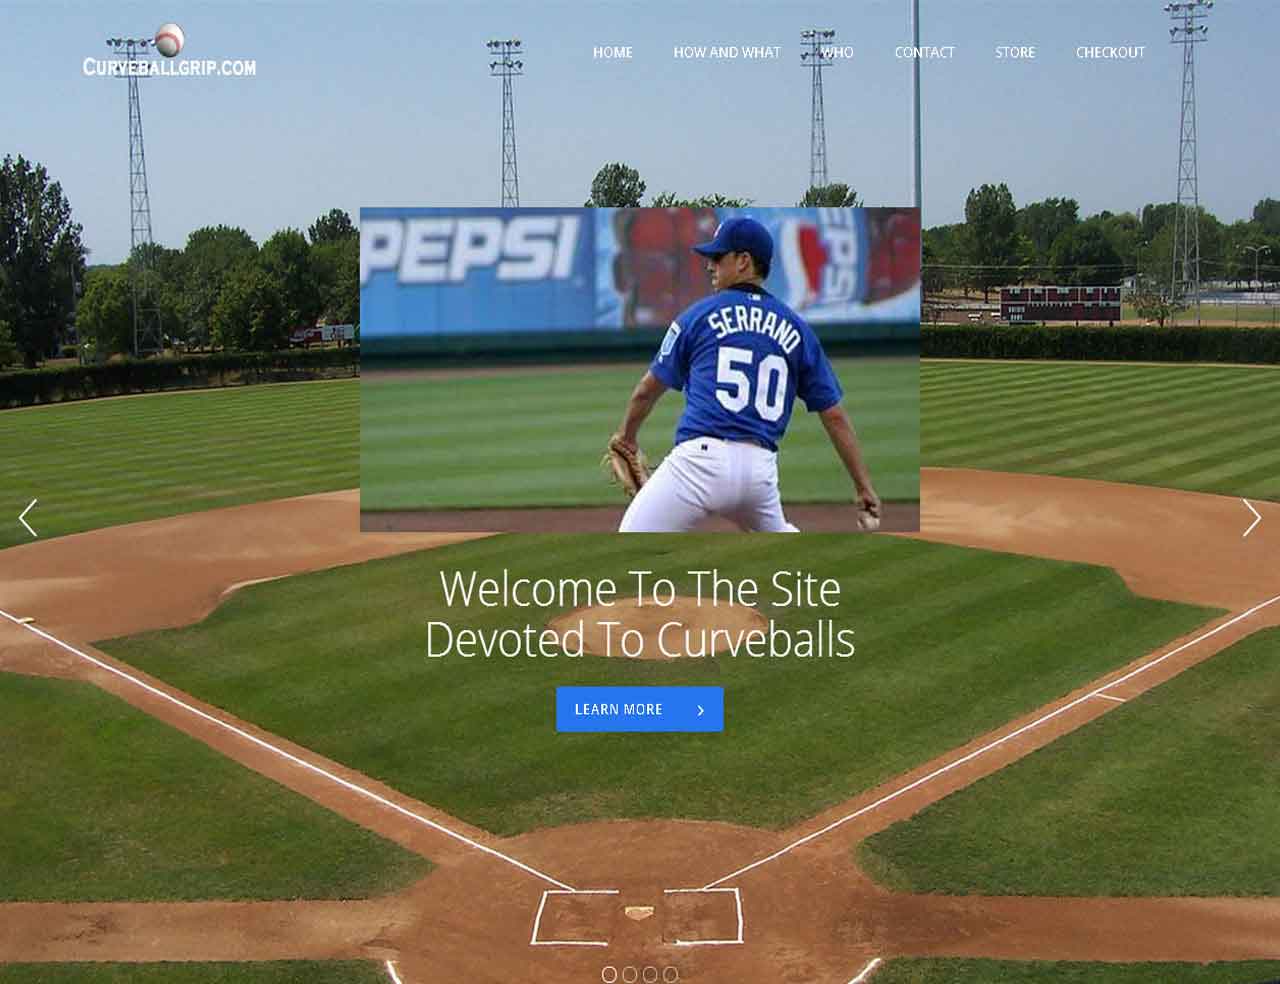 CURVEBALLGRIP.COM
HOME
HOW AND WHAT
WHO
CONTACT
STORE
CHECKOUT
PEPSI
EPSI
SERRANO
50
Welcome To The Site
Devoted To Curveballs
LEARN MORE